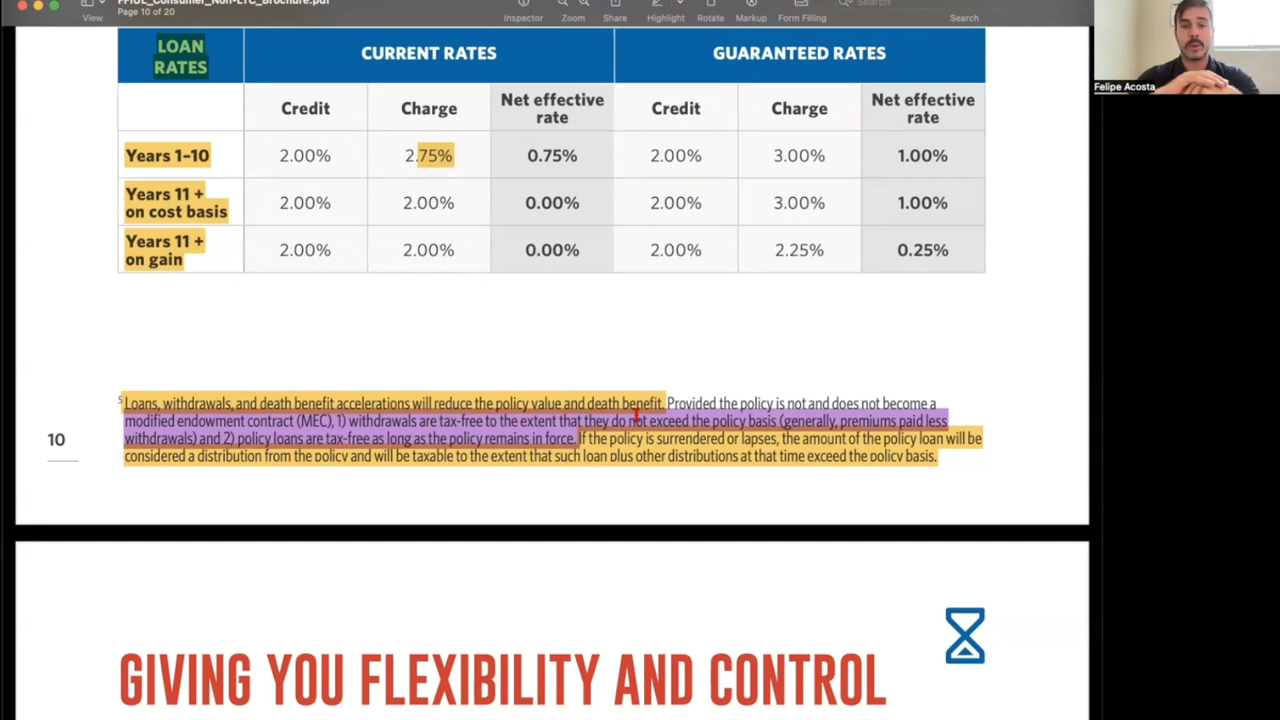 Page 10 of 20
View
Inspector
Zoom
Share
Highlight
Rotate
Markup
Form Filling
Search
Search
Felipe Acosta
LOAN RATES
CURRENT RATES
GUARANTEED RATES
Credit
Charge
Net effective rate
Credit
Charge
Net effective rate
Years 1–10
2.00%
2.75%
0.75%
2.00%
3.00%
1.00%
Years 11 + on cost basis
2.00%
2.00%
0.00%
2.00%
3.00%
1.00%
Years 11 + on gain
2.00%
2.00%
0.00%
2.00%
2.25%
0.25%
5 Loans, withdrawals, and death benefit accelerations will reduce the policy value and death benefit. Provided the policy is not and does not become a
modified endowment contract (MEC), 1) withdrawals are tax-free to the extent that they do not exceed the policy basis (generally, premiums paid less
withdrawals) and 2) policy loans are tax-free as long as the policy remains in force. If the policy is surrendered or lapses, the amount of the policy loan will be
considered a distribution from the policy and will be taxable to the extent that such loan plus other distributions at that time exceed the policy basis.
10
GIVING YOU FLEXIBILITY AND CONTROL